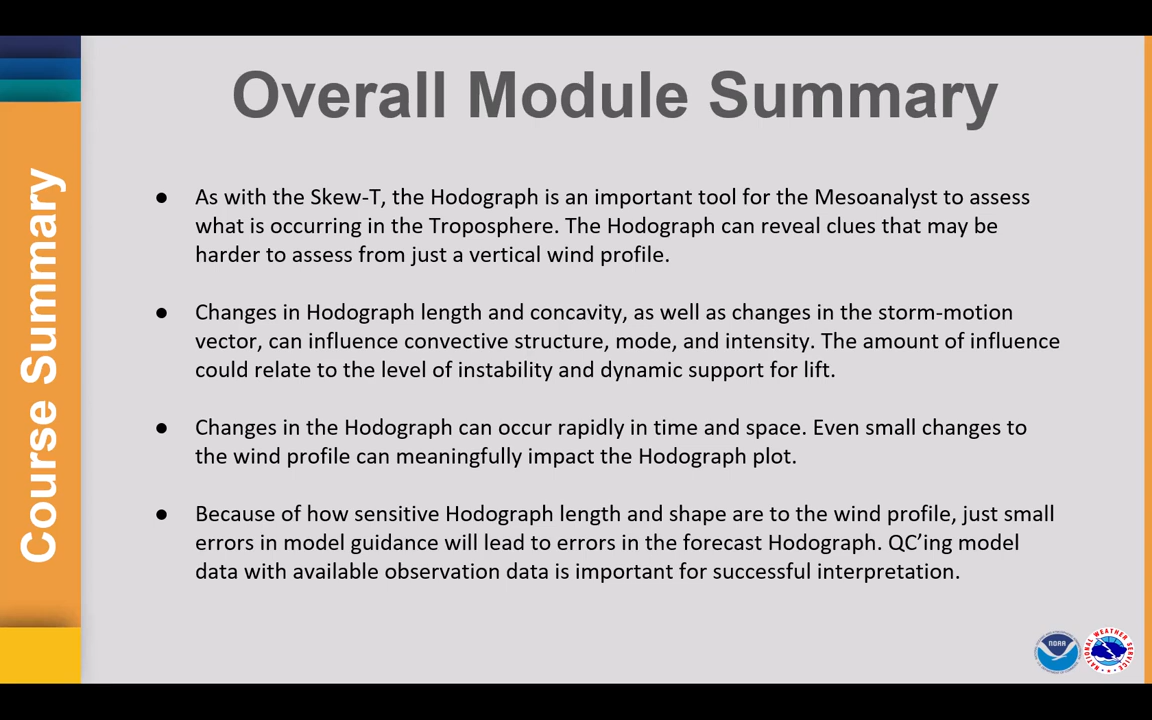 Overall Module Summary
Course Summary
● As with the Skew-T, the Hodograph is an important tool for the Mesoanalyst to assess
what is occurring in the Troposphere. The Hodograph can reveal clues that may be
harder to assess from just a vertical wind profile.
● Changes in Hodograph length and concavity, as well as changes in the storm-motion
vector, can influence convective structure, mode, and intensity. The amount of influence
could relate to the level of instability and dynamic support for lift.
● Changes in the Hodograph can occur rapidly in time and space. Even small changes to
the wind profile can meaningfully impact the Hodograph plot.
● Because of how sensitive Hodograph length and shape are to the wind profile, just small
errors in model guidance will lead to errors in the forecast Hodograph. QC’ing model
data with available observation data is important for successful interpretation.
NOAA
NATIONAL WEATHER SERVICE